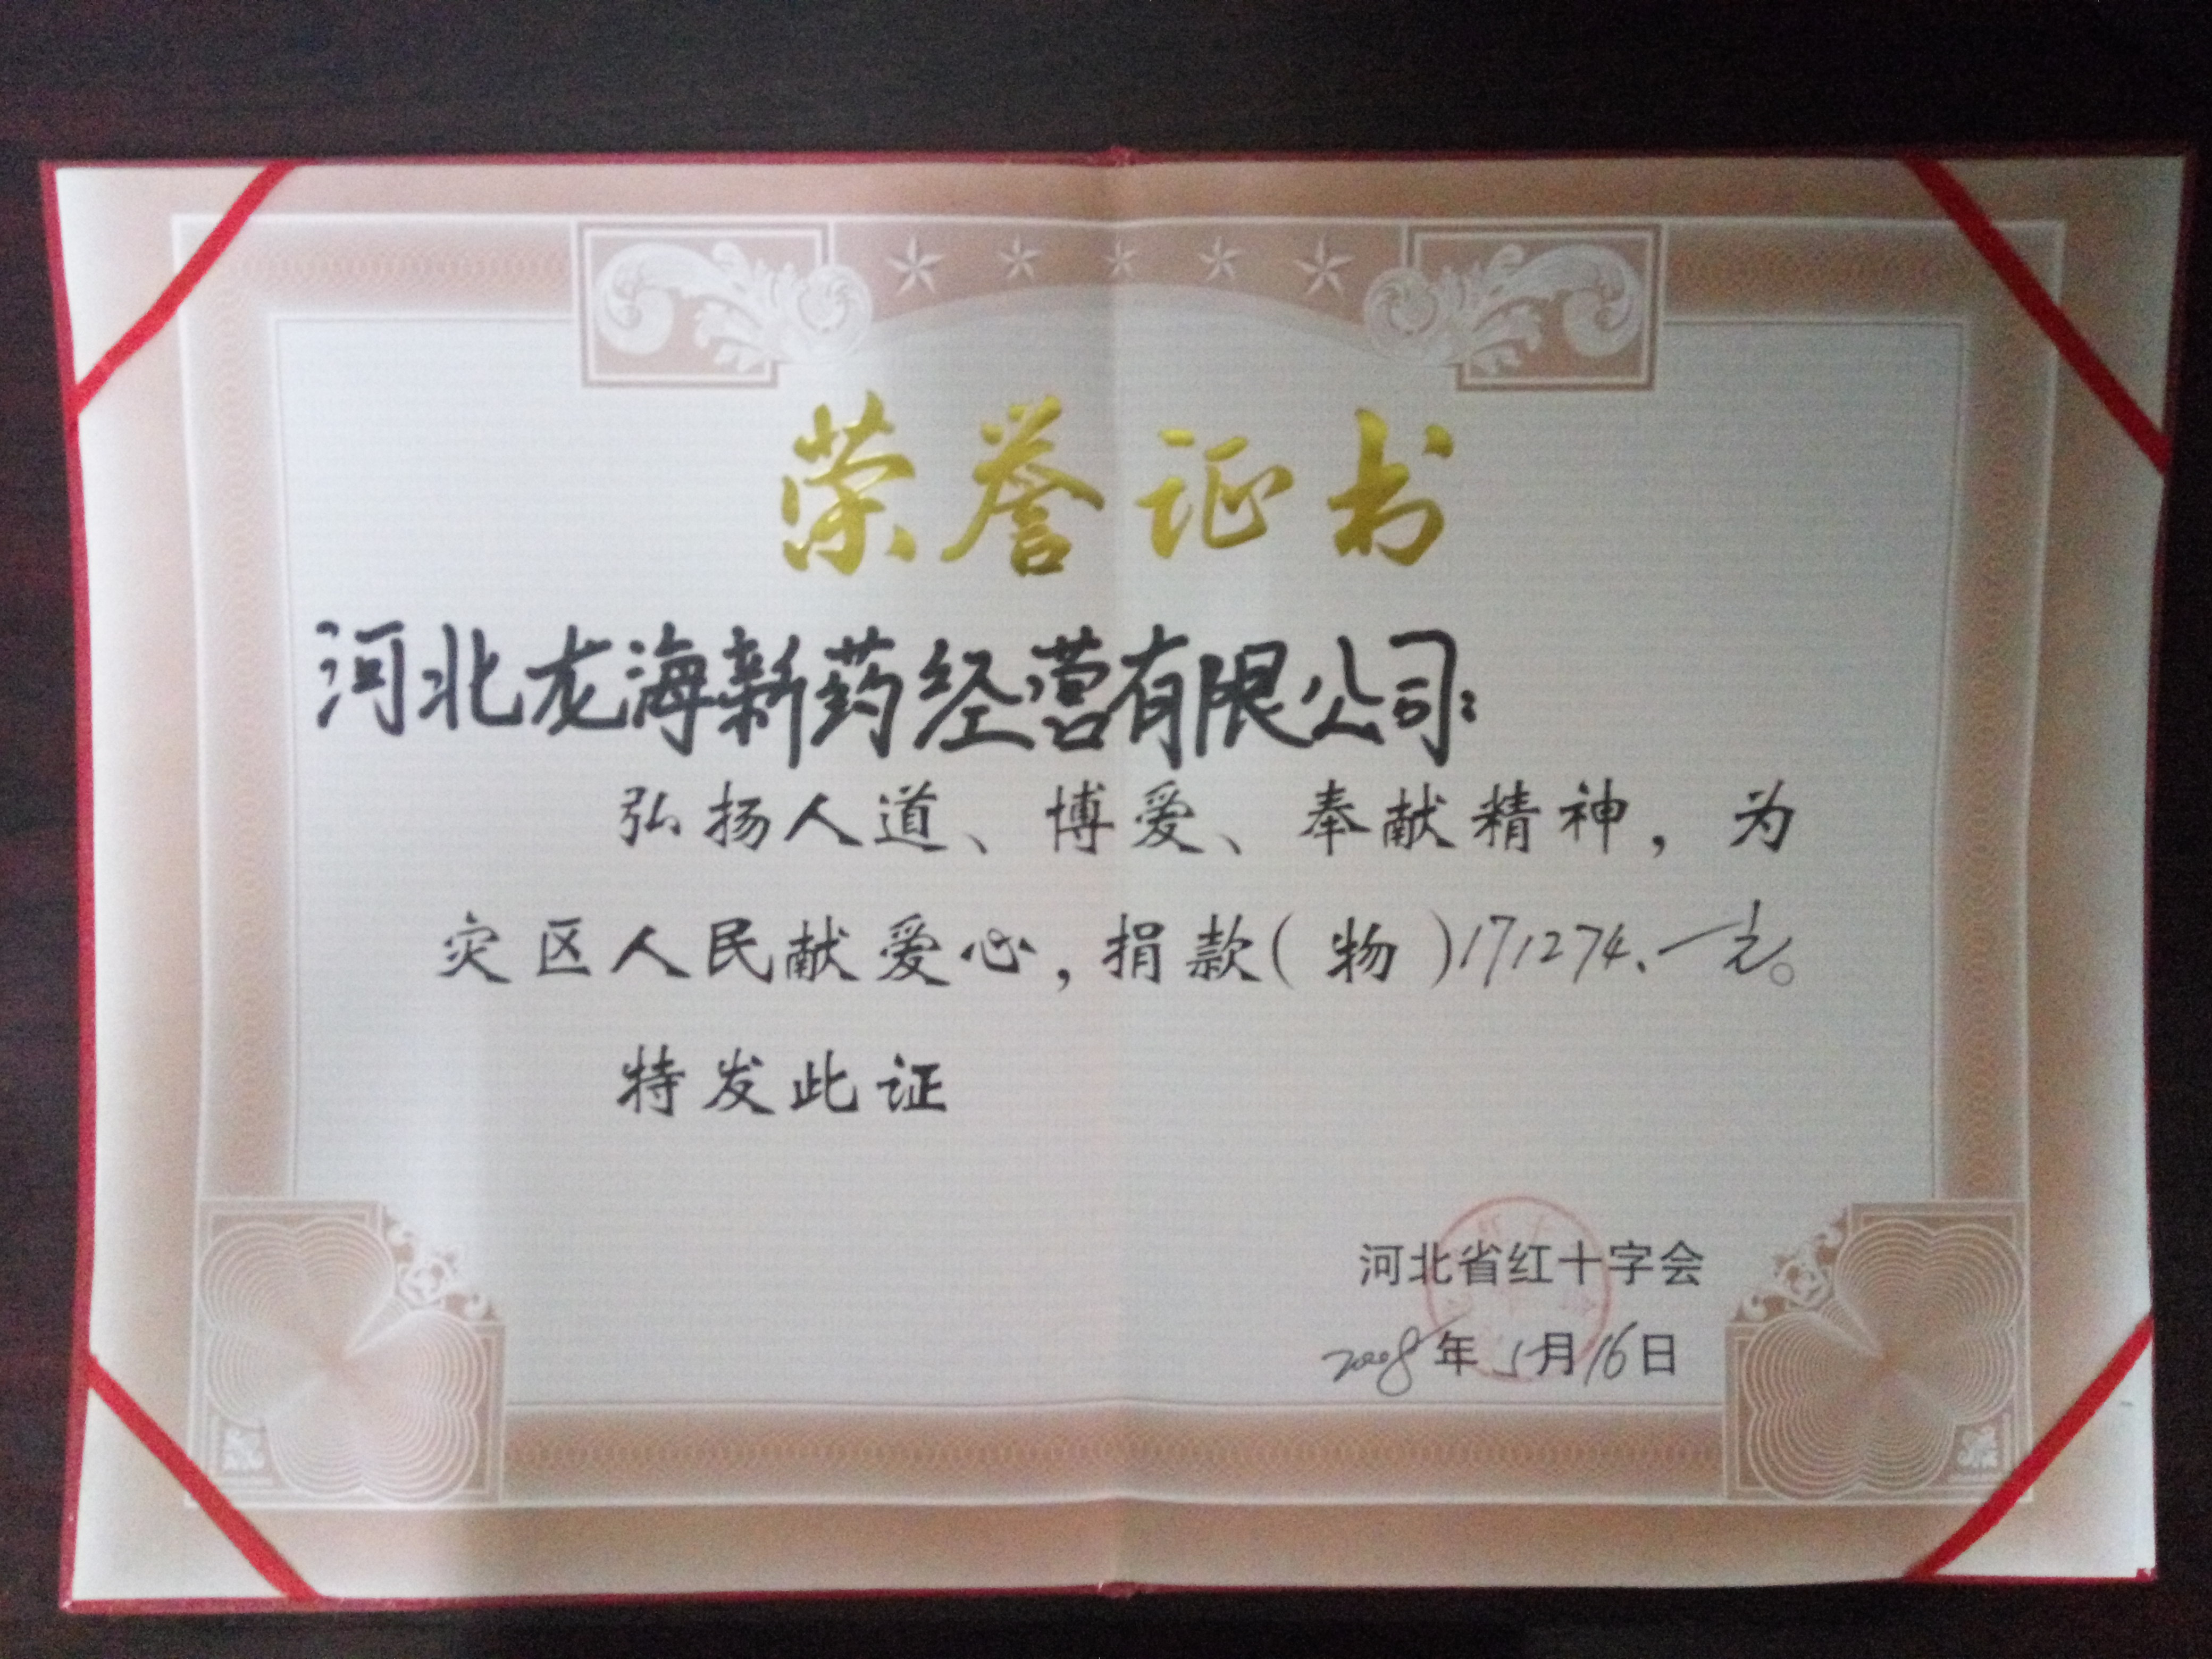 荣誉证书
河北龙海新药经营有限公司:
弘扬人道、博爱、奉献精神，为
灾区人民献爱心，捐款(物)171274.一元。
特发此证
河北省红十字会
2008年5月16日